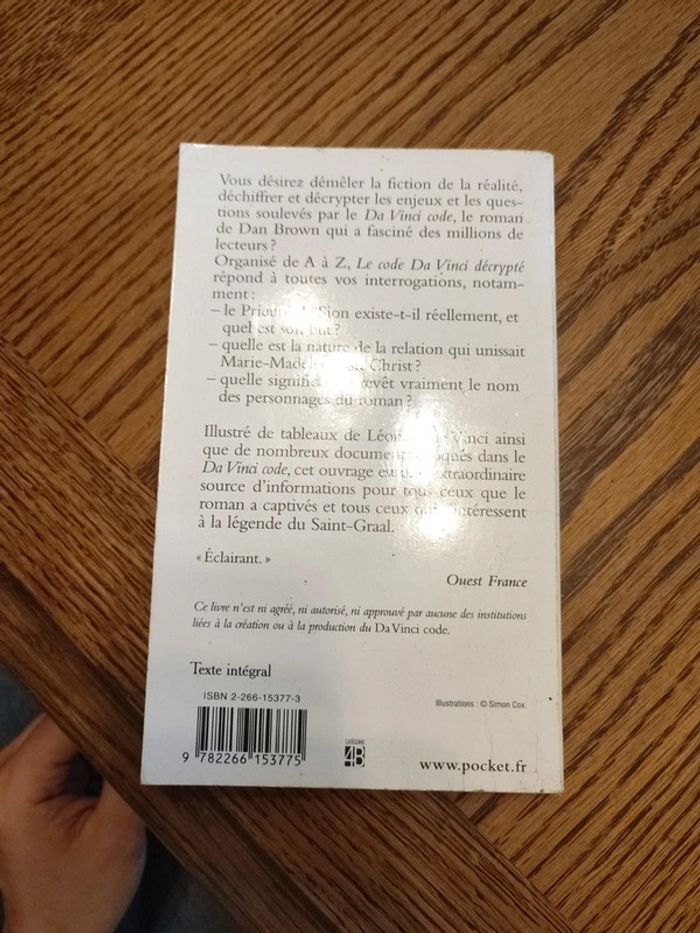 Vous désirez démêler la fiction de la réalité,
déchiffrer et décrypter les enjeux et les ques-
tions soulevés par le Da Vinci code, le roman
de Dan Brown qui a fasciné des millions de
lecteurs ?
Organisé de A à Z, Le code Da Vinci décrypté
répond à toutes vos interrogations, notam-
ment :
– le Prieuré de Sion existe-t-il réellement, et
quel est son but ?
– quelle est la nature de la relation qui unissait
Marie-Madeleine au Christ ?
– quelle revêt vraiment le nom
des personnages du roman ?
Illustré de tableaux de Léonard de Vinci ainsi
que de nombreux documents évoqués dans le
Da Vinci code, cet ouvrage est une extraordinaire
source d'informations pour tous ceux que le
roman a captivés et tous ceux qui s'intéressent
à la légende du Saint-Graal.
« Éclairant. »
Ouest France
Ce livre n'est ni agréé, ni autorisé, ni approuvé par aucune des institutions
liées à la création ou à la production du Da Vinci code.
Texte intégral
ISBN 2-266-15377-3
Illustrations : © Simon Cox.
9 782266 153775
CATÉGORIE
4B
www.pocket.fr